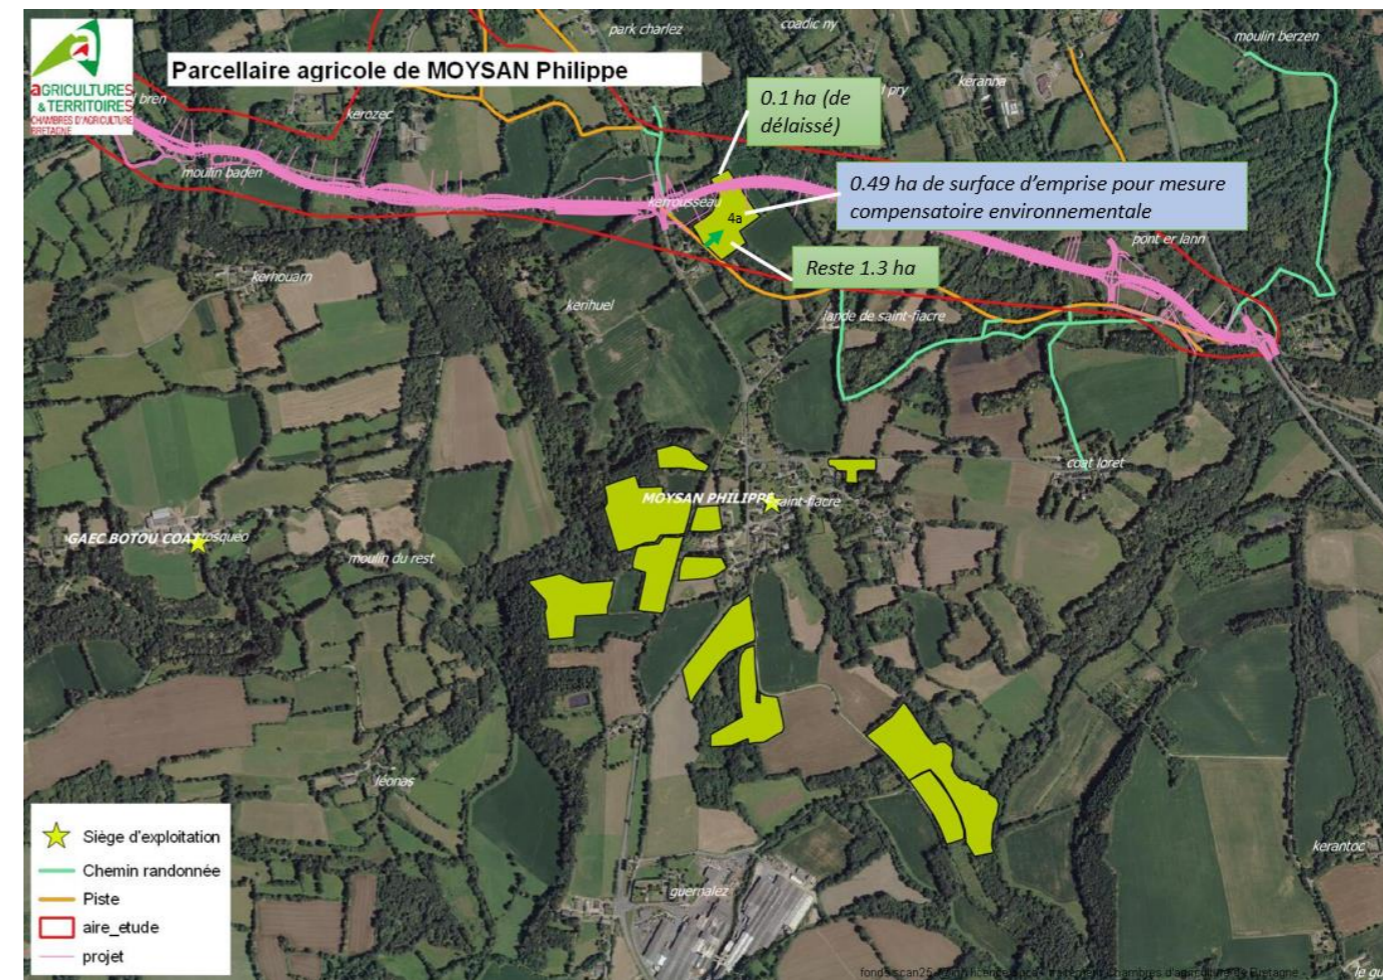 aGRICULTURES
& TERRITOIRES
CHAMBRES D'AGRICULTURE
BRETAGNE
Parcellaire agricole de MOYSAN Philippe
park charlez
coadic ny
moulin berzen
keranna
pry
bren
kerozec
moulin baden
0.1 ha (de
délaissé)
0.49 ha de surface d'emprise pour mesure
compensatoire environnementale
kerrousseau
4a
Reste 1.3 ha
pont er lann
kerhouarn
kerihuel
lande de saint-fiacre
coat loret
MOYSAN PHILIPPE
saint-fiacre
GAEC BOTOU COAT
rosquéo
moulin du rest
léonas
guernalez
kerantoc
Siège d'exploitation
Chemin randonnée
Piste
aire_etude
projet